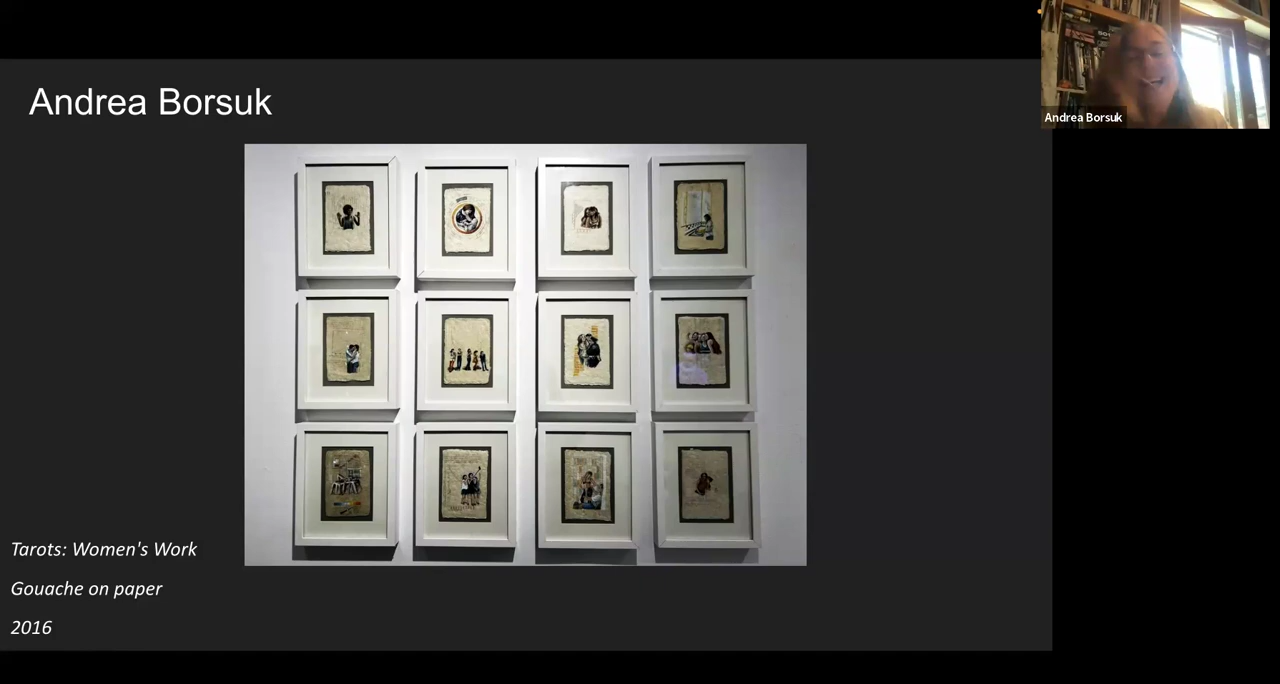 Andrea Borsuk
Andrea Borsuk
Tarots: Women's Work
Gouache on paper
2016